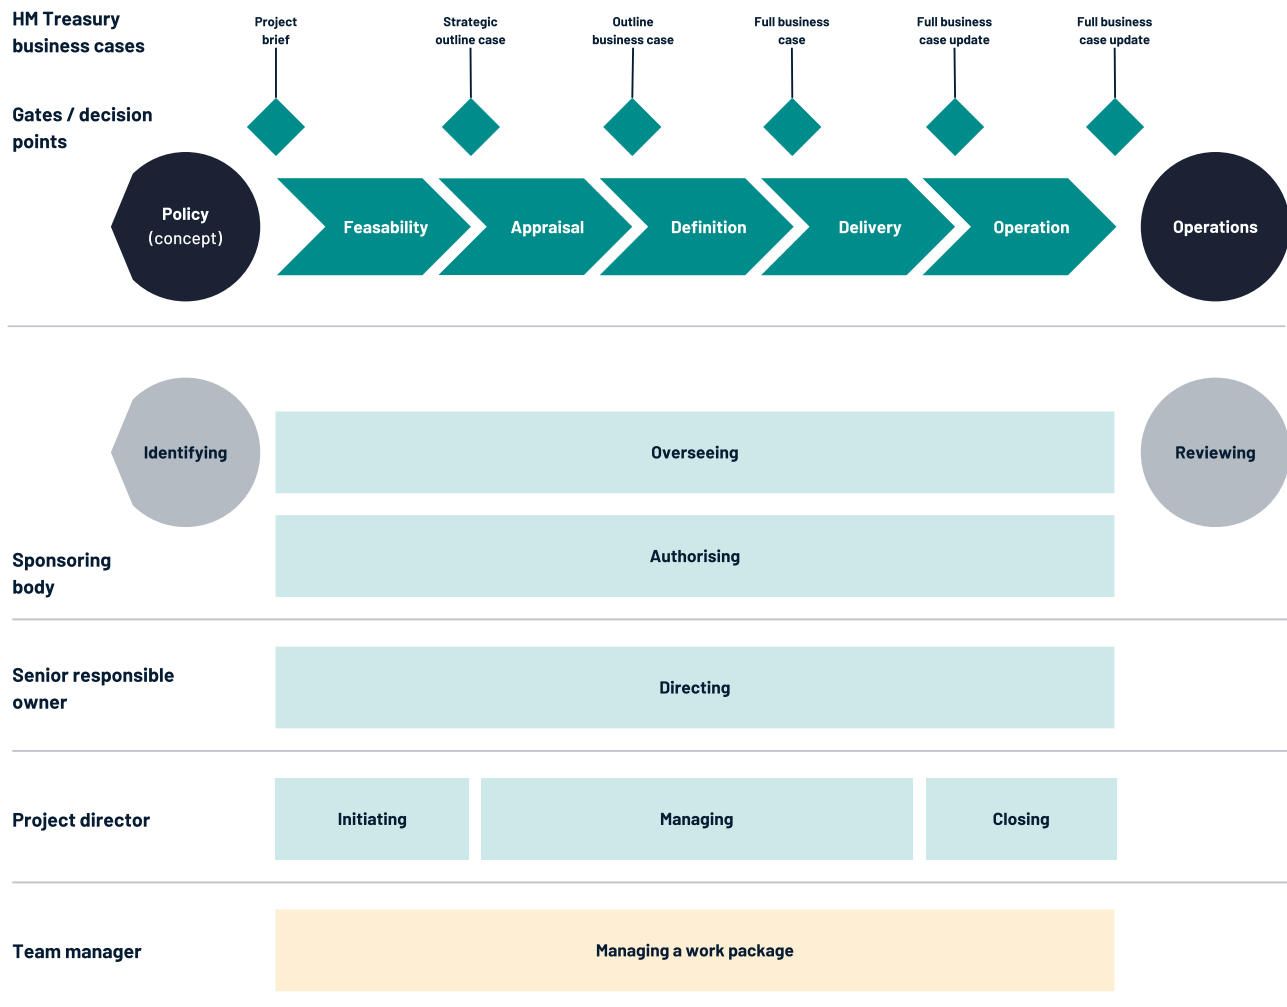 HM Treasury
business cases
Project
brief
Strategic
outline case
Outline
business case
Full business
case
Full business
case update
Full business
case update
Gates / decision
points
Policy
(concept)
Feasability
Appraisal
Definition
Delivery
Operation
Operations
Identifying
Overseeing
Reviewing
Authorising
Sponsoring
body
Senior responsible
owner
Directing
Project director
Initiating
Managing
Closing
Team manager
Managing a work package